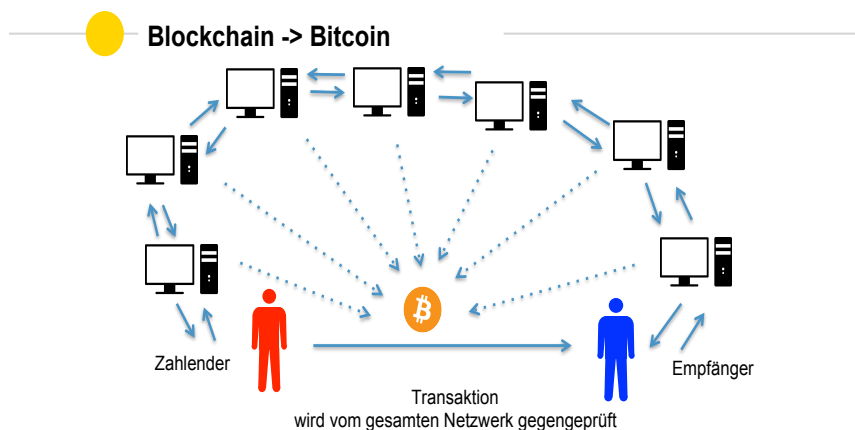 Blockchain -> Bitcoin
Zahlender
Empfänger
Transaktion
wird vom gesamten Netzwerk gegengeprüft